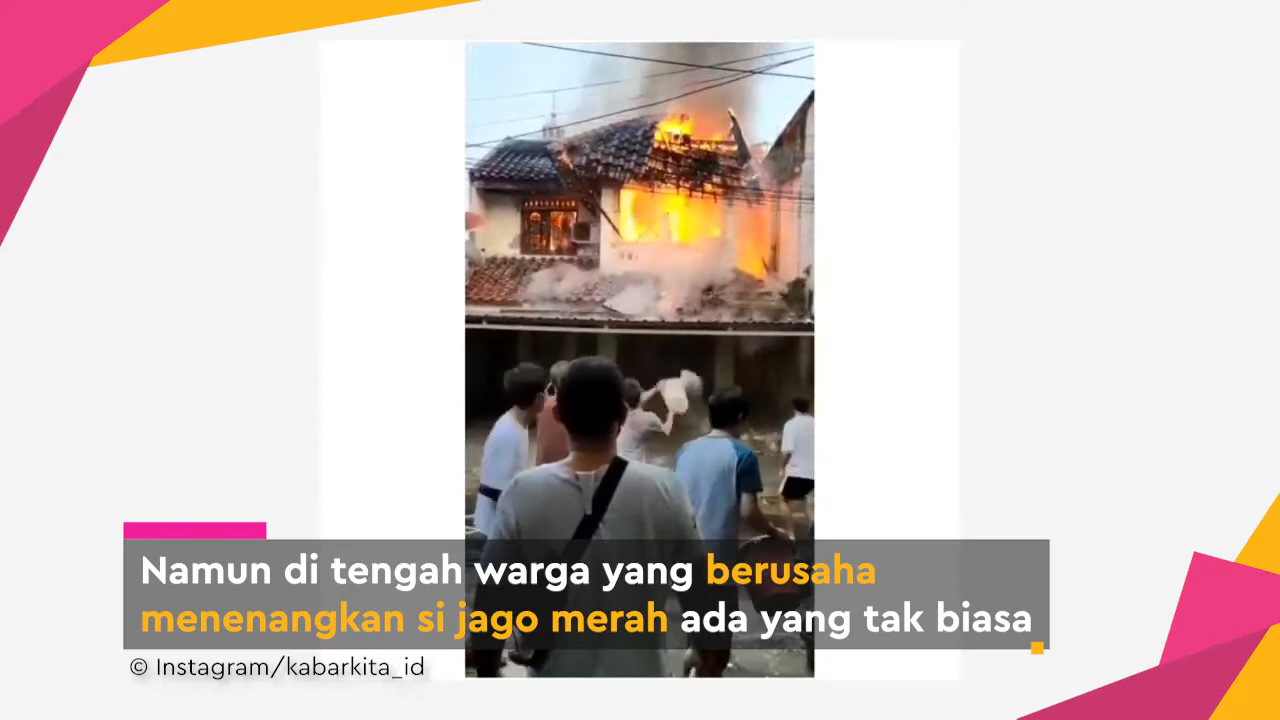 Namun di tengah warga yang berusaha
menenangkan si jago merah ada yang tak biasa
© Instagram/kabarkita_id